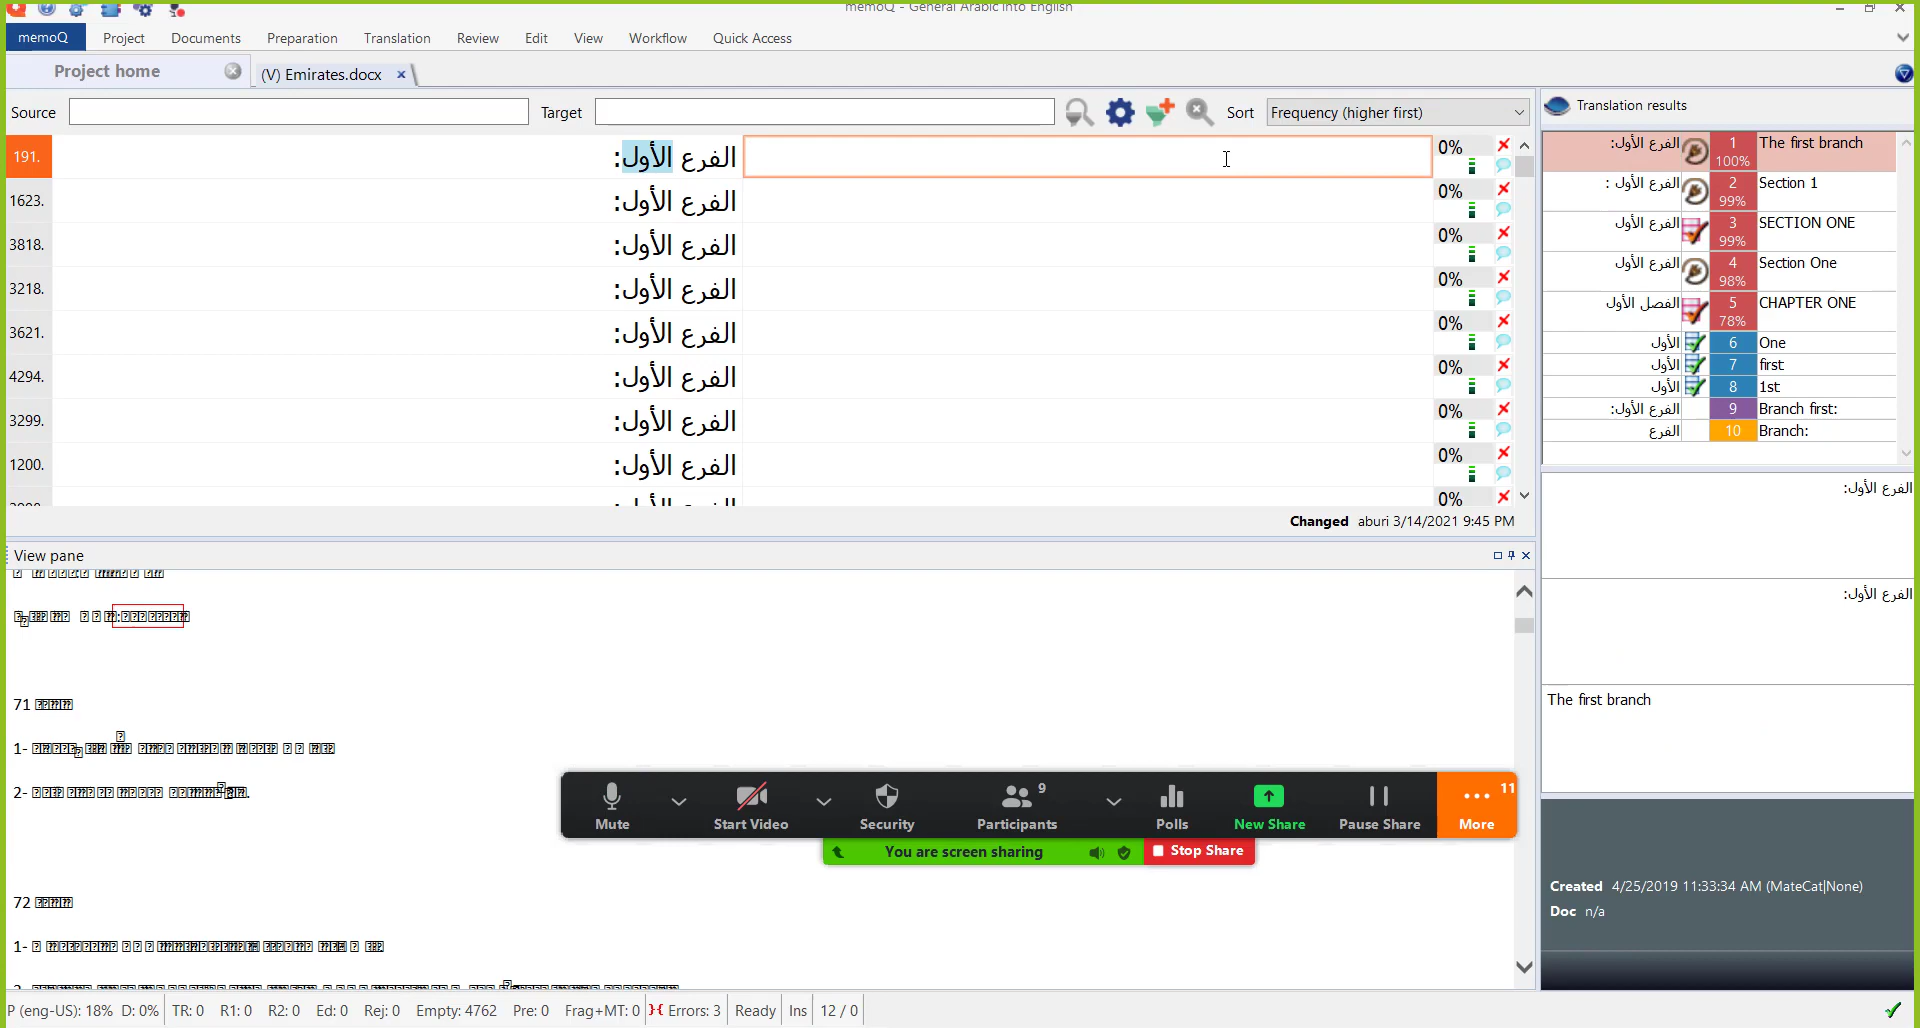 memoQ - General Arabic into English
memoQ Project Documents Preparation Translation Review Edit View Workflow Quick Access
Project home (V) Emirates.docx
Source Target Sort Frequency (higher first)
191. الفرع الأول: 0%
1623. الفرع الأول: 0%
3818. الفرع الأول: 0%
3218. الفرع الأول: 0%
3621. الفرع الأول: 0%
4294. الفرع الأول: 0%
3299. الفرع الأول: 0%
1200. الفرع الأول: 0%
0%
Changed aburi 3/14/2021 9:45 PM
Translation results
الفرع الأول: 1 100% The first branch
الفرع الأول : 2 99% Section 1
الفرع الأول 3 99% SECTION ONE
الفرع الأول 4 98% Section One
الفصل الأول 5 78% CHAPTER ONE
الأول 6 One
الأول 7 first
الأول 8 1st
الفرع الأول: 9 Branch first:
الفرع 10 Branch:
الفرع الأول:
الفرع الأول:
The first branch
Created 4/25/2019 11:33:34 AM (MateCat|None)
Doc n/a
View pane
71
1-
2-
72
1-
Mute Start Video Security Participants 9 Polls New Share Pause Share More 11
You are screen sharing Stop Share
P (eng-US): 18% D: 0% TR: 0 R1: 0 R2: 0 Ed: 0 Rej: 0 Empty: 4762 Pre: 0 Frag+MT: 0 Errors: 3 Ready Ins 12 / 0